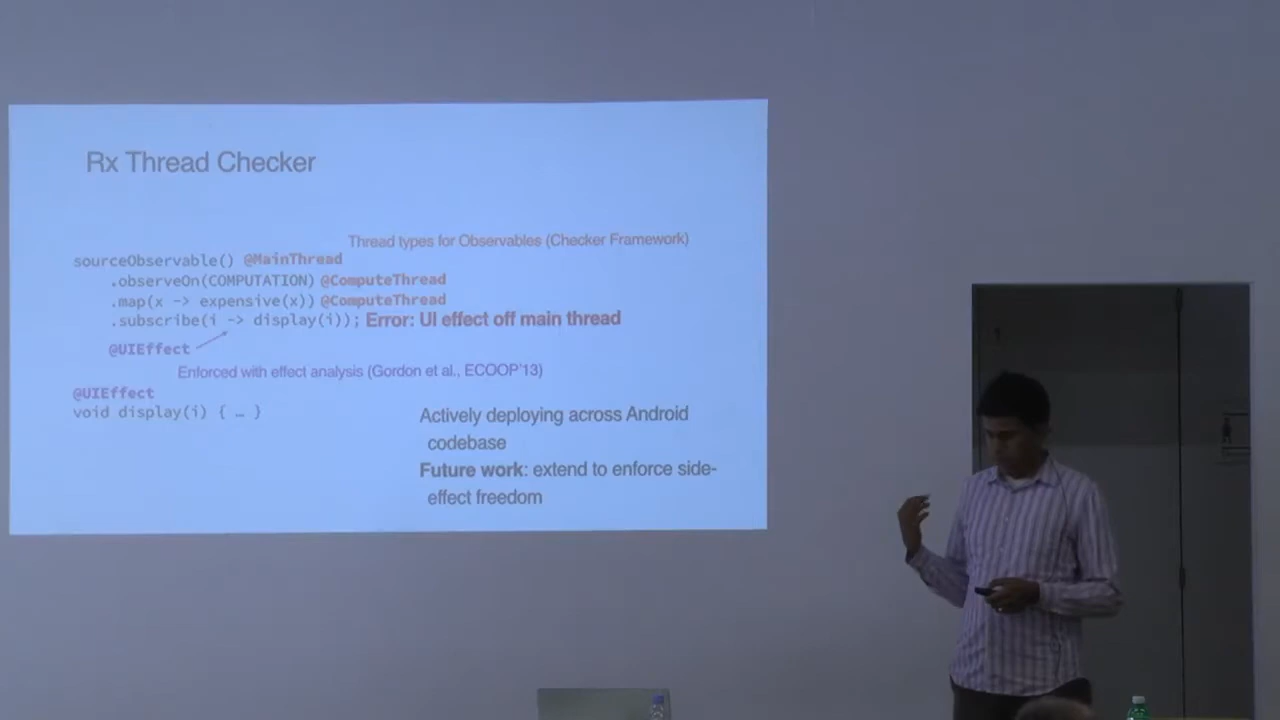 Rx Thread Checker
Thread types for Observables (Checker Framework)
sourceObservable() @MainThread
.observeOn(COMPUTATION) @ComputeThread
.map(x -> expensive(x)) @ComputeThread
.subscribe(i -> display(i)); Error: UI effect off main thread
@UIEffect
Enforced with effect analysis (Gordon et al., ECOOP'13)
@UIEffect
void display(i) { … }
Actively deploying across Android
codebase
Future work: extend to enforce side-
effect freedom